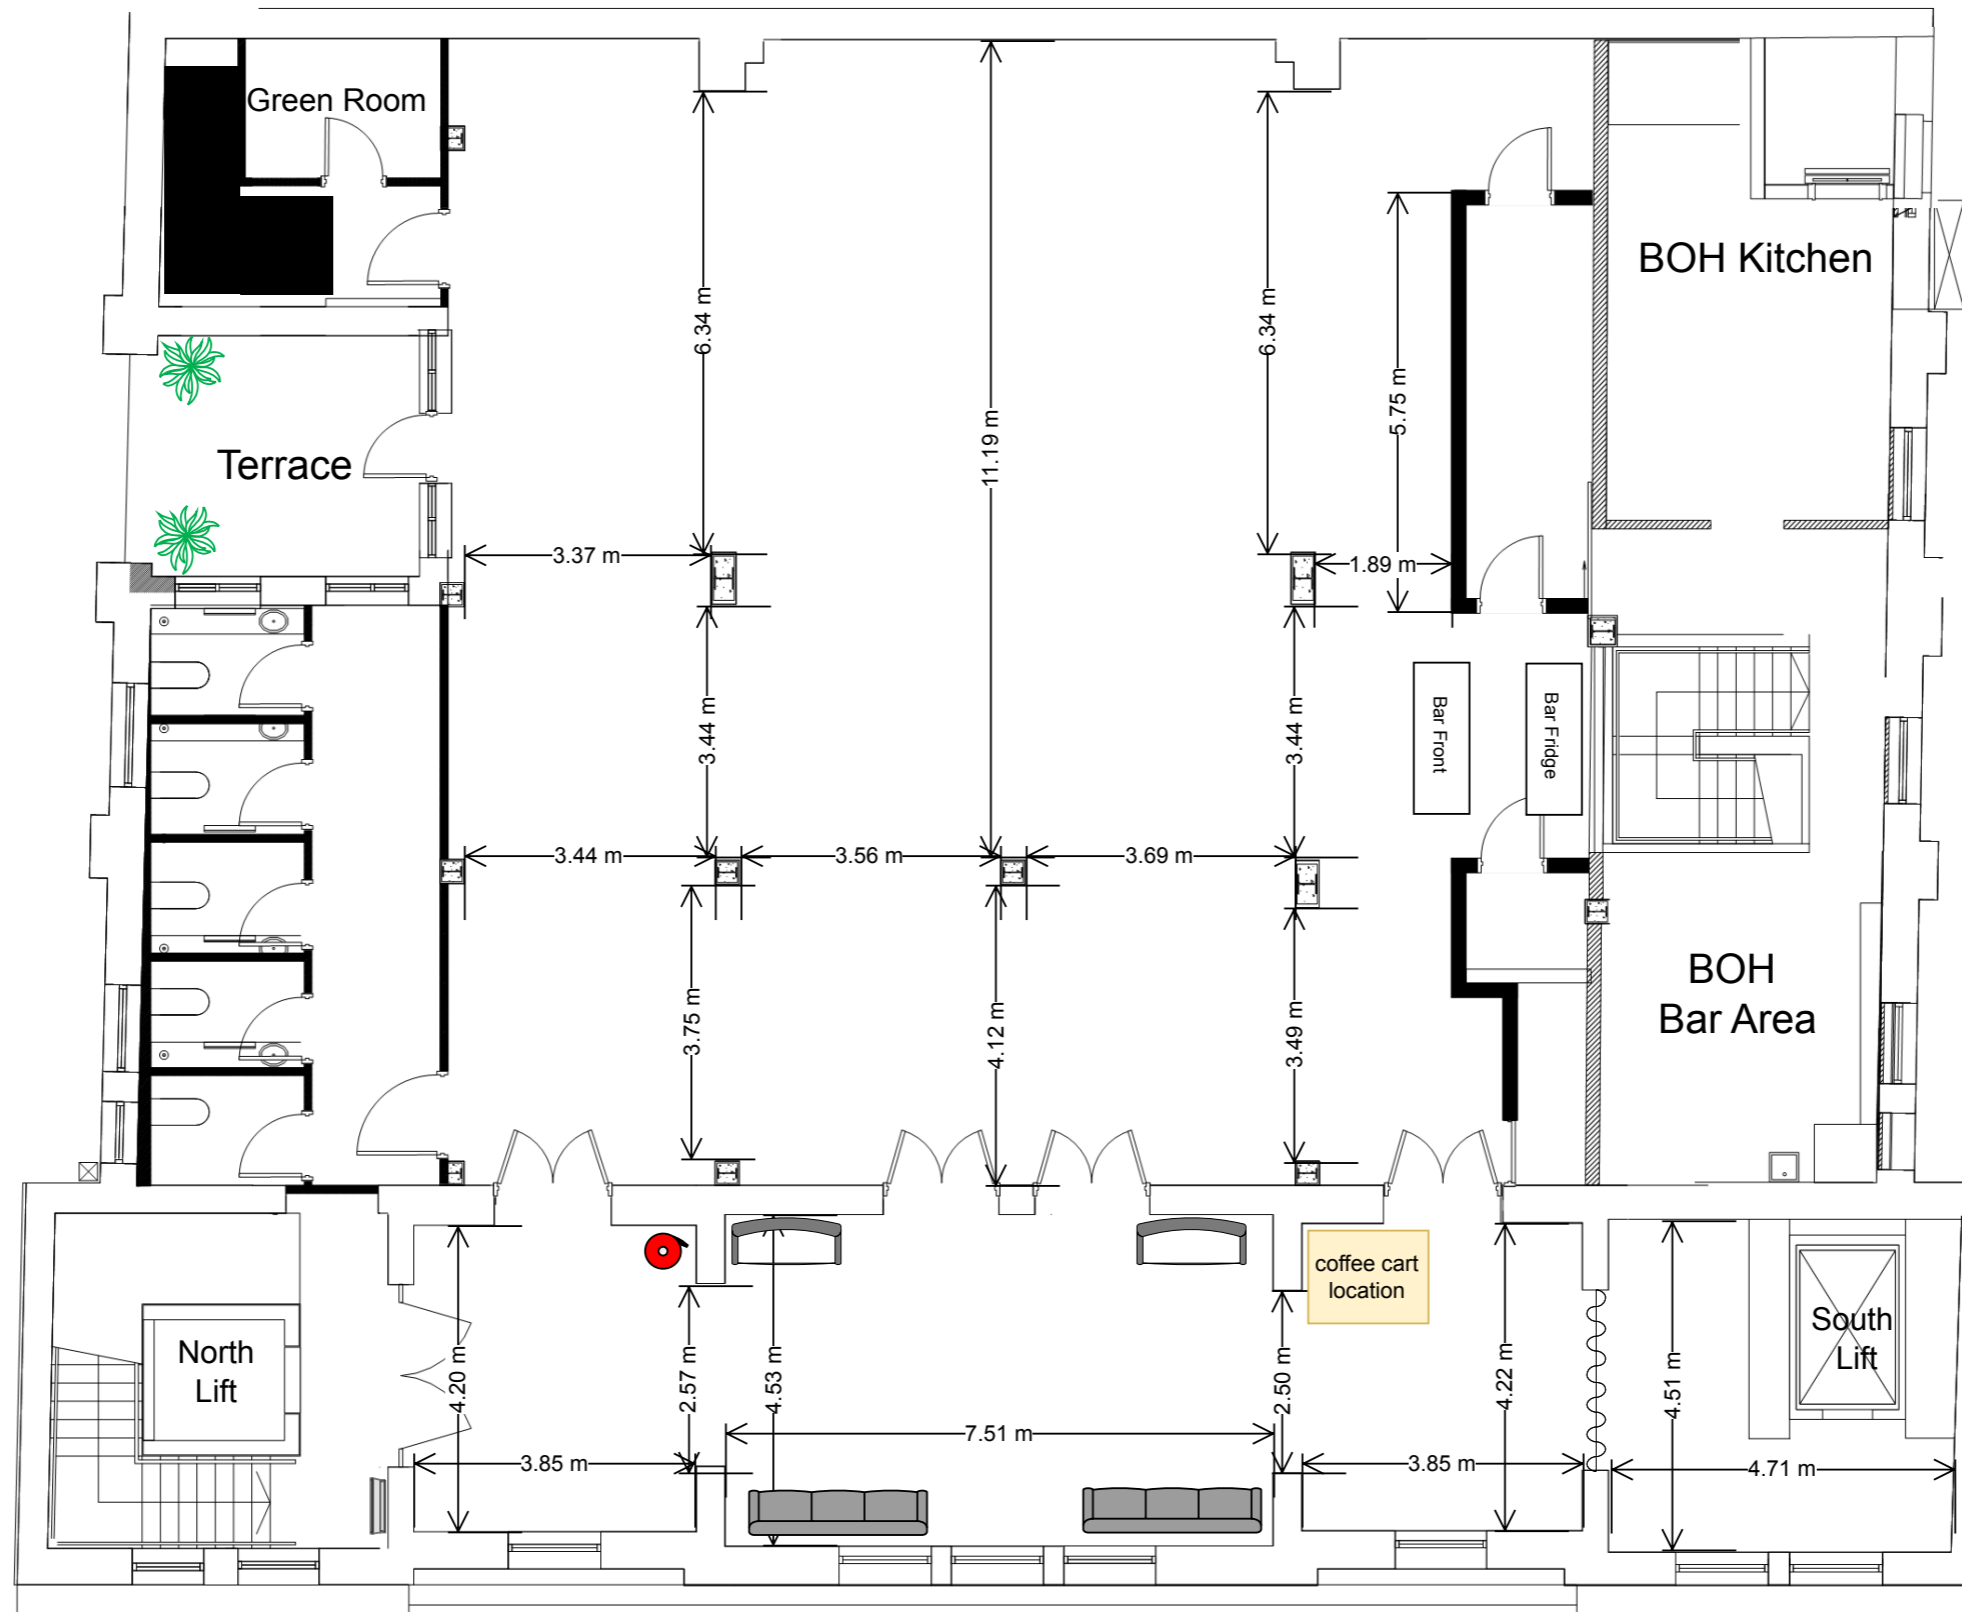 Green Room
BOH Kitchen
6.34 m
6.34 m
11.19 m
5.75 m
Terrace
3.37 m
1.89 m
3.44 m
3.44 m
Bar Front
Bar Fridge
3.44 m
3.56 m
3.69 m
BOH
Bar Area
3.75 m
4.12 m
3.49 m
coffee cart
location
North
Lift
South
Lift
4.20 m
2.57 m
4.53 m
2.50 m
4.22 m
4.51 m
7.51 m
3.85 m
3.85 m
4.71 m